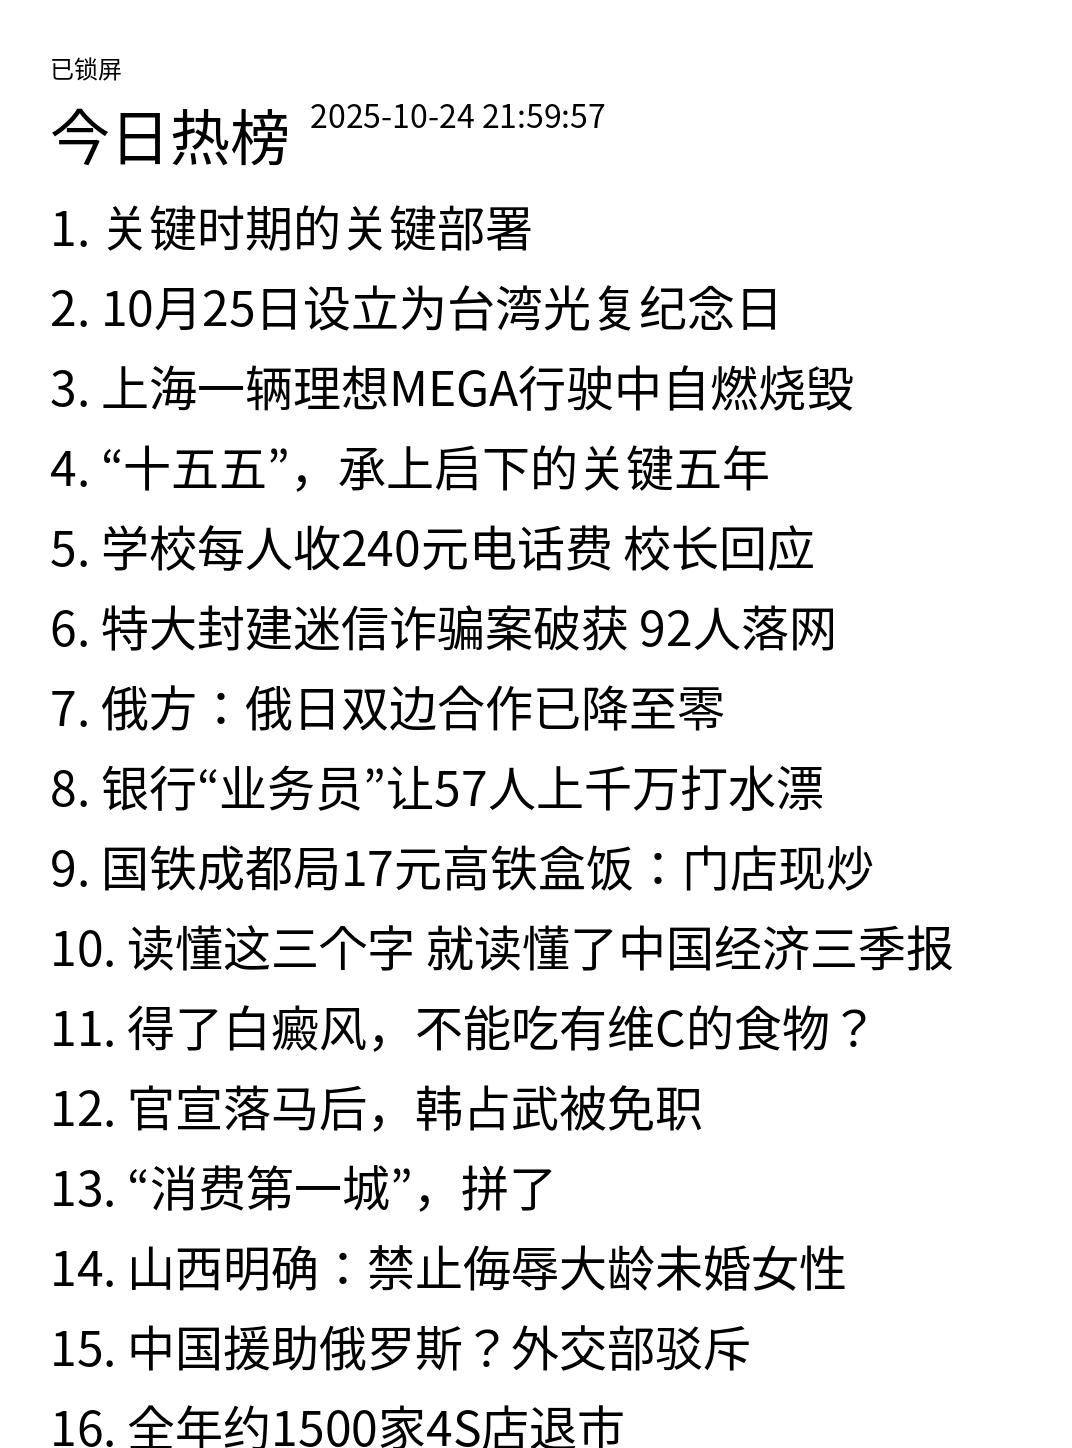 已锁屏
今日热榜 2025-10-24 21:59:57
1. 关键时期的关键部署
2. 10月25日设立为台湾光复纪念日
3. 上海一辆理想MEGA行驶中自燃烧毁
4. “十五五”，承上启下的关键五年
5. 学校每人收240元电话费 校长回应
6. 特大封建迷信诈骗案破获 92人落网
7. 俄方：俄日双边合作已降至零
8. 银行“业务员”让57人上千万打水漂
9. 国铁成都局17元高铁盒饭：门店现炒
10. 读懂这三个字 就读懂了中国经济三季报
11. 得了白癜风，不能吃有维C的食物？
12. 官宣落马后，韩占武被免职
13. “消费第一城”，拼了
14. 山西明确：禁止侮辱大龄未婚女性
15. 中国援助俄罗斯？外交部驳斥
16. 全年约1500家4S店退市